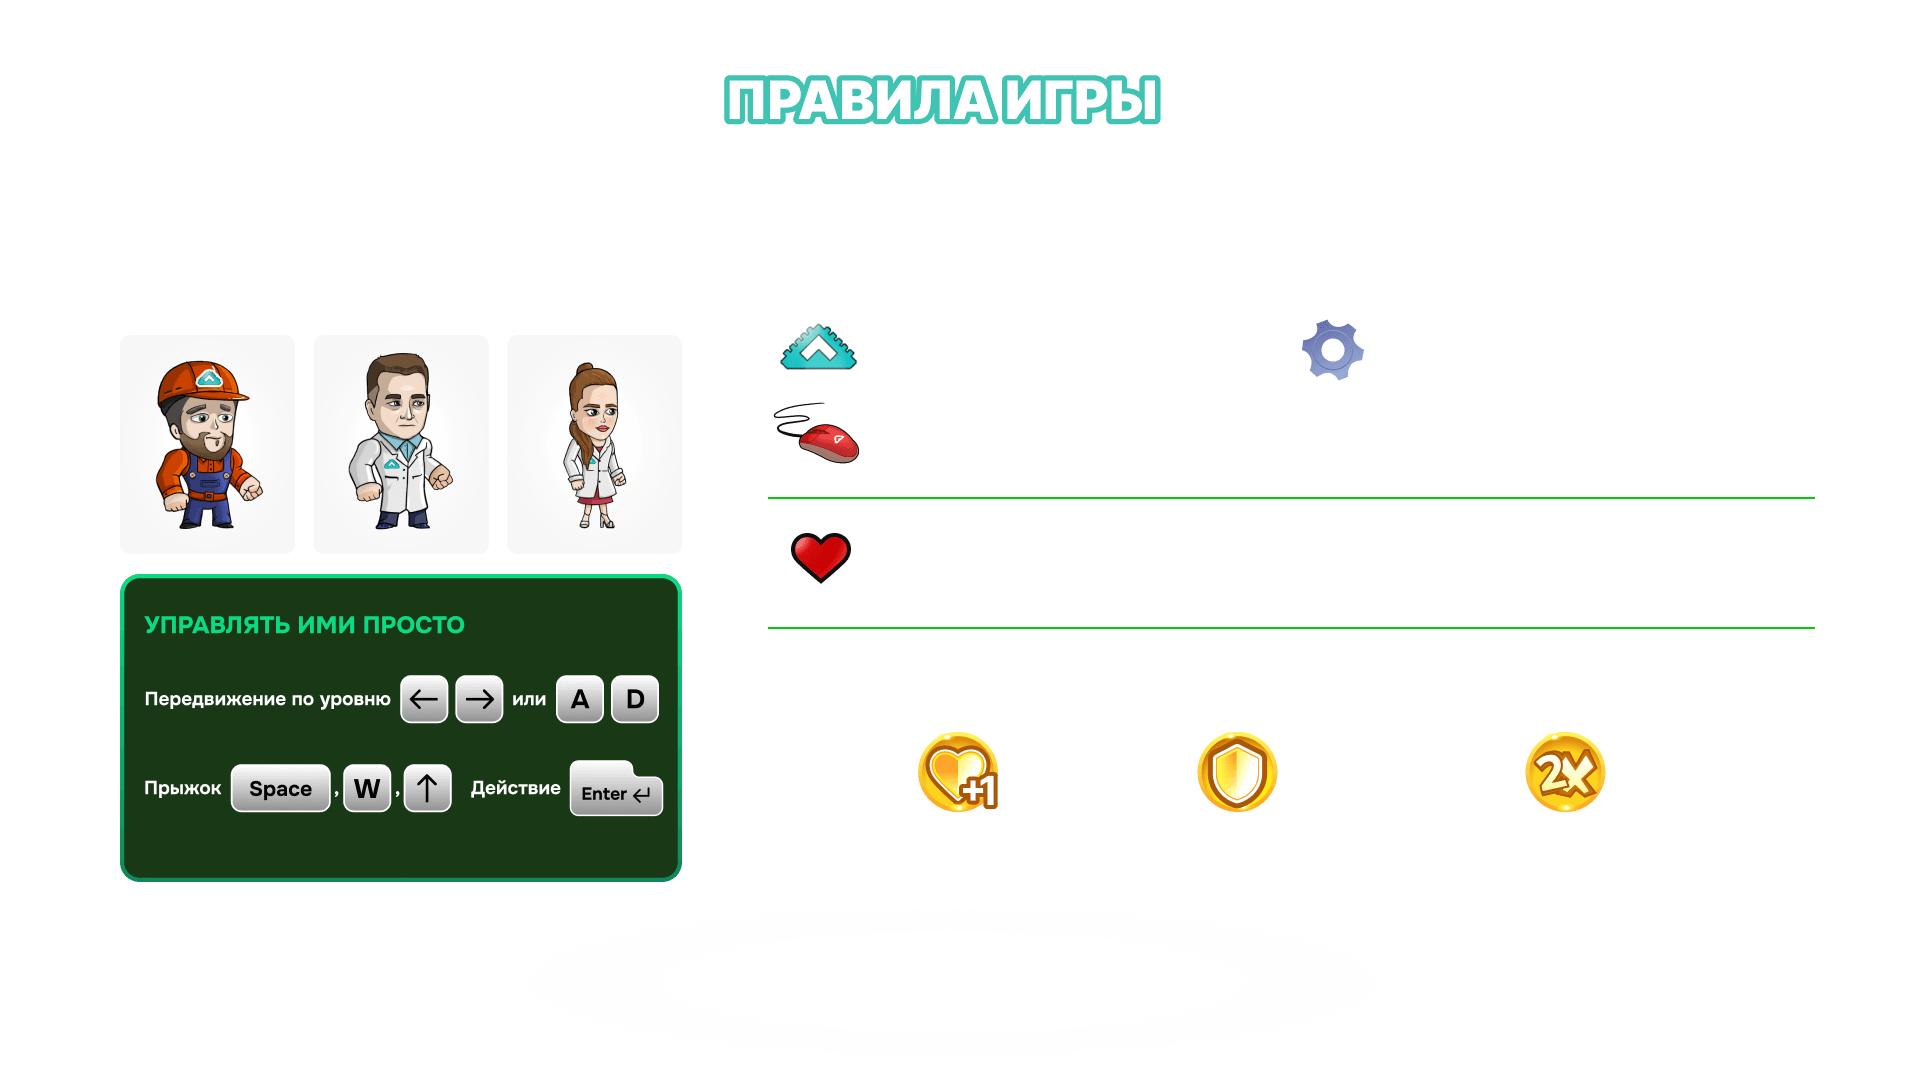 ПРАВИЛА ИГРЫ
УПРАВЛЯТЬ ИМИ ПРОСТО
Передвижение по уровню ← → или A D
Прыжок Space , W , ↑ Действие Enter ↵
+1
2X